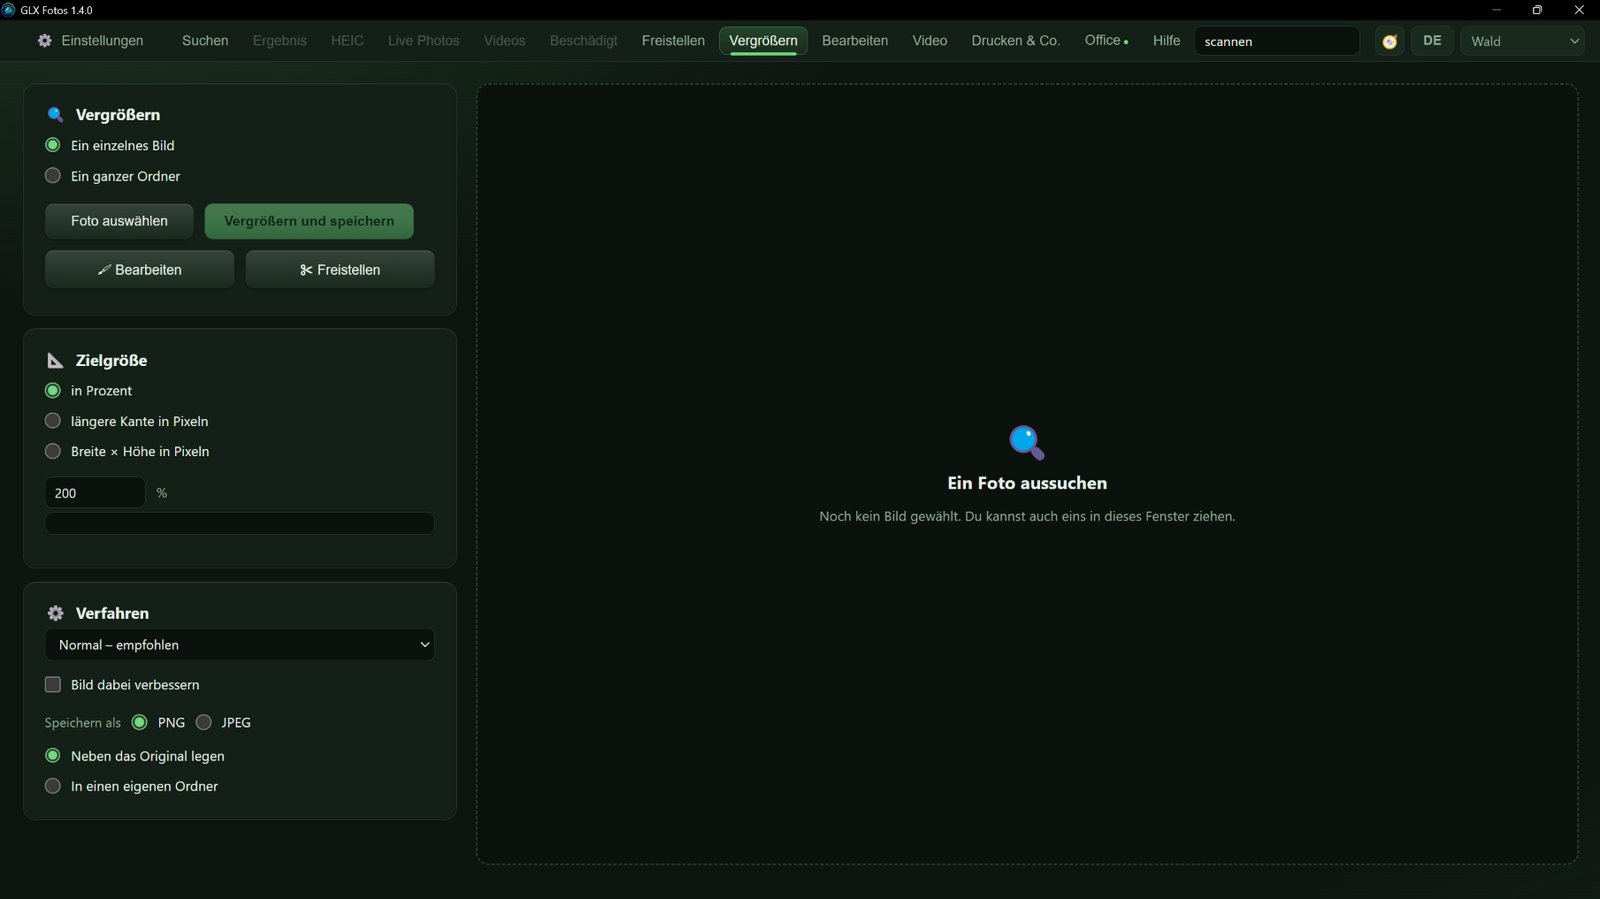 GLX Fotos 1.4.0
Einstellungen Suchen Ergebnis HEIC Live Photos Videos Beschädigt Freistellen Vergrößern Bearbeiten Video Drucken & Co. Office Hilfe scannen DE Wald
Vergrößern
Ein einzelnes Bild
Ein ganzer Ordner
Foto auswählen Vergrößern und speichern
Bearbeiten Freistellen
Zielgröße
in Prozent
längere Kante in Pixeln
Breite × Höhe in Pixeln
200 %
Verfahren
Normal – empfohlen
Bild dabei verbessern
Speichern als PNG JPEG
Neben das Original legen
In einen eigenen Ordner
Ein Foto aussuchen
Noch kein Bild gewählt. Du kannst auch eins in dieses Fenster ziehen.